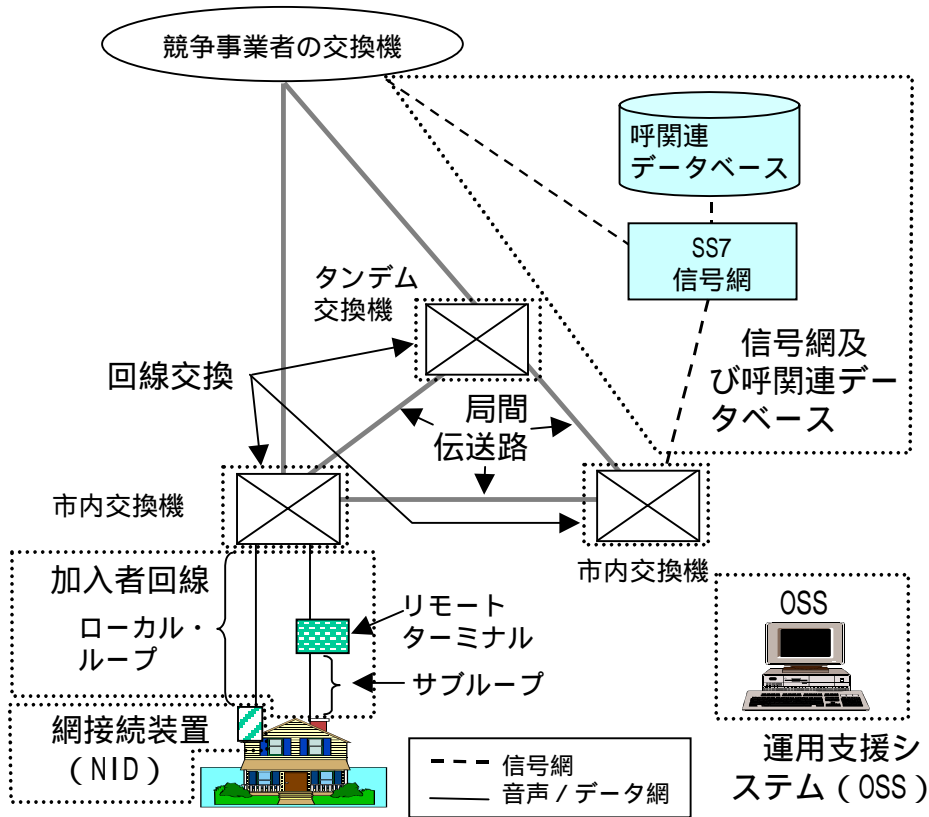 競争事業者の交換機
呼関連
データベース
SS7
信号網
タンデム
交換機
信号網及
び呼関連デー
タベース
回線交換
局間
伝送路
市内交換機
市内交換機
加入者回線
ローカル・
ループ
リモート
ターミナル
サブループ
OSS
網接続装置
（NID）
運用支援シ
ステム（OSS）
信号網
音声／データ網